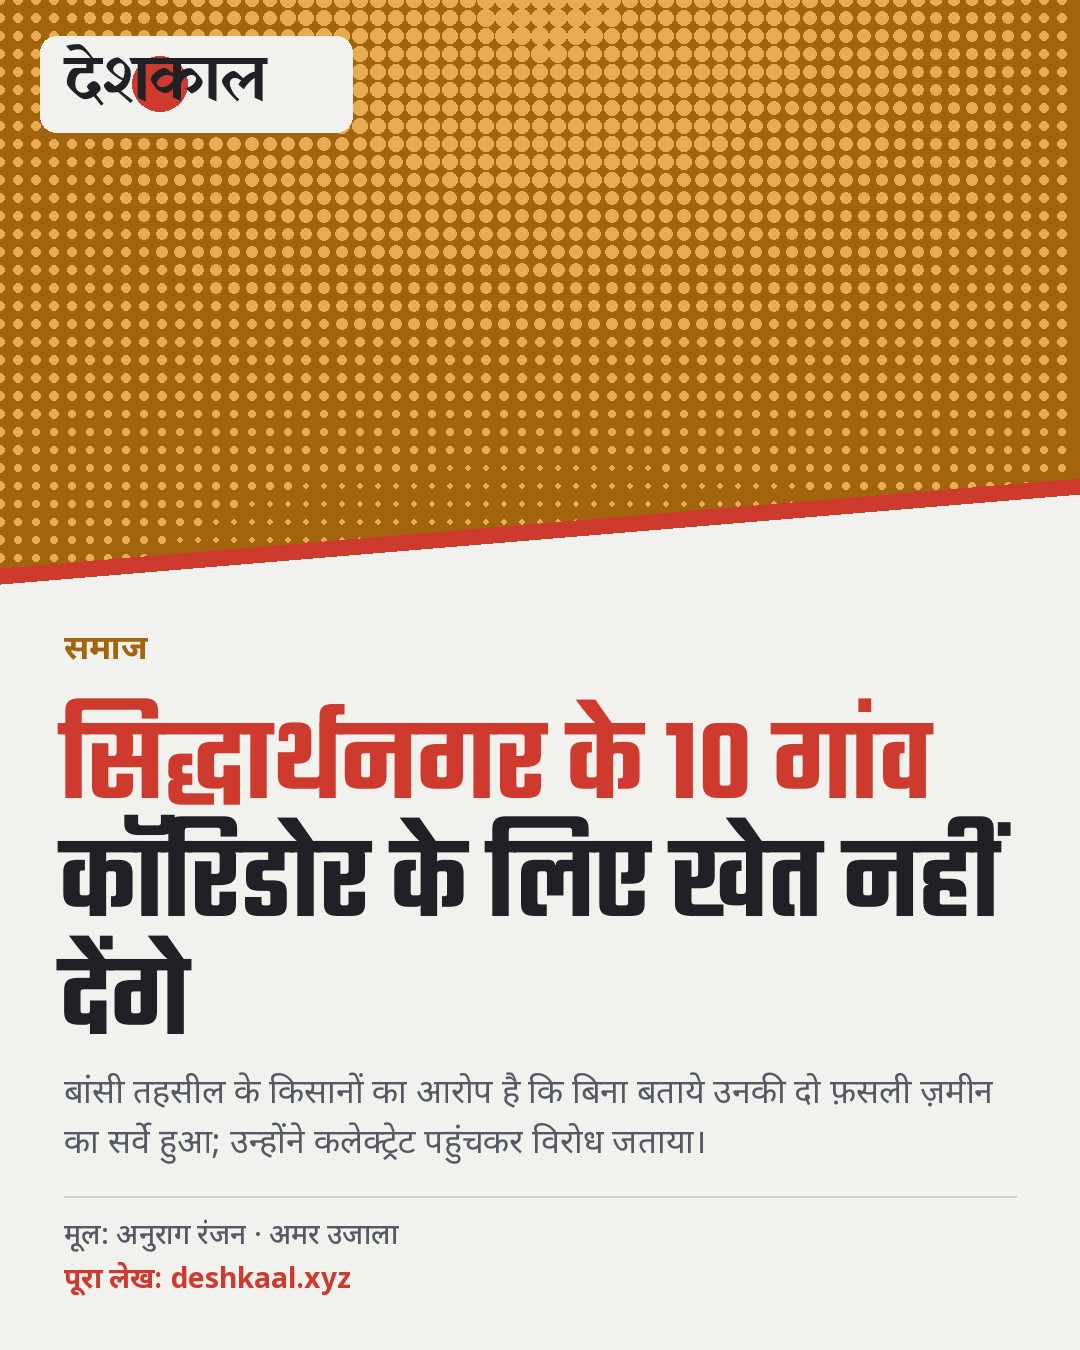 देशकाल
समाज
सिद्धार्थनगर के 10 गांव
कॉरिडोर के लिए खेत नहीं
देंगे
बांसी तहसील के किसानों का आरोप है कि बिना बताये उनकी दो फ़सली ज़मीन
का सर्वे हुआ; उन्होंने कलेक्ट्रेट पहुंचकर विरोध जताया।
मूल: अनुराग रंजन · अमर उजाला
पूरा लेख: deshkaal.xyz